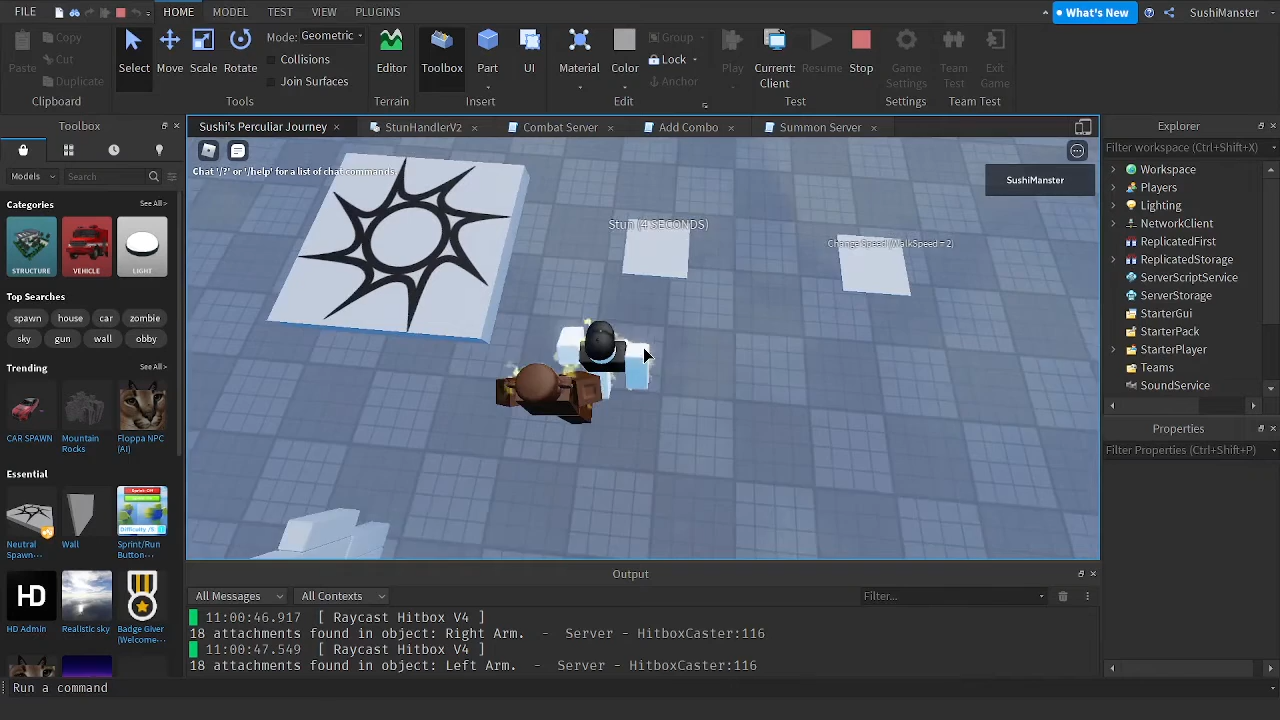 FILE HOME MODEL TEST VIEW PLUGINS What's New SushiManster
Paste Copy Cut Duplicate Select Move Scale Rotate Mode: Geometric Collisions Join Surfaces Editor Toolbox Part UI Material Color Group Lock Anchor Play Current: Client Resume Stop Game Settings Team Test Exit Game
Clipboard Tools Terrain Insert Edit Test Settings Team Test
Toolbox
Models Search
Categories See All >
STRUCTURE VEHICLE LIGHT
Top Searches
spawn house car zombie
sky gun wall obby
Trending See All >
CAR SPAWN Mountain Rocks Floppa NPC (AI)
Essential
Neutral Spawn... Wall Sprint/Run Button...
HD
HD Admin Realistic sky Badge Giver (Welcome...
Sushi's Perculiar Journey StunHandlerV2 Combat Server Add Combo Summon Server
Chat '/?' or '/help' for a list of chat commands.
SushiManster
Stun (4 SECONDS)
Change Speed (WalkSpeed = 2)
Output
All Messages All Contexts Filter...
11:00:46.917 [ Raycast Hitbox V4 ]
18 attachments found in object: Right Arm. - Server - HitboxCaster:116
11:00:47.549 [ Raycast Hitbox V4 ]
18 attachments found in object: Left Arm. - Server - HitboxCaster:116
Explorer
Filter workspace (Ctrl+Shift+X)
Workspace
Players
Lighting
NetworkClient
ReplicatedFirst
ReplicatedStorage
ServerScriptService
ServerStorage
StarterGui
StarterPack
StarterPlayer
Teams
SoundService
Properties
Filter Properties (Ctrl+Shift+P)
Run a command